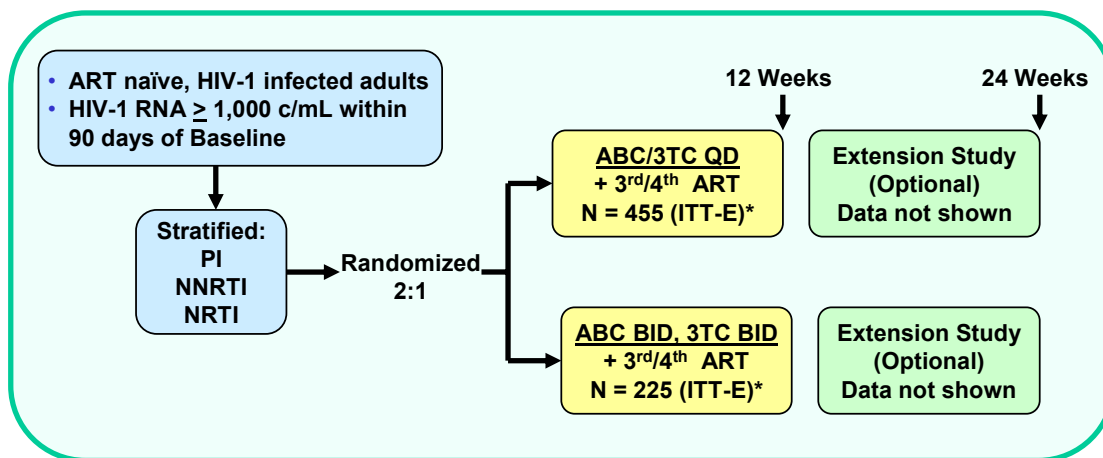 • ART naïve, HIV-1 infected adults
• HIV-1 RNA ≥ 1,000 c/mL within
90 days of Baseline
Stratified:
PI
NNRTI
NRTI
Randomized
2:1
12 Weeks
24 Weeks
ABC/3TC QD
+ 3rd/4th ART
N = 455 (ITT-E)*
Extension Study
(Optional)
Data not shown
ABC BID, 3TC BID
+ 3rd/4th ART
N = 225 (ITT-E)*
Extension Study
(Optional)
Data not shown